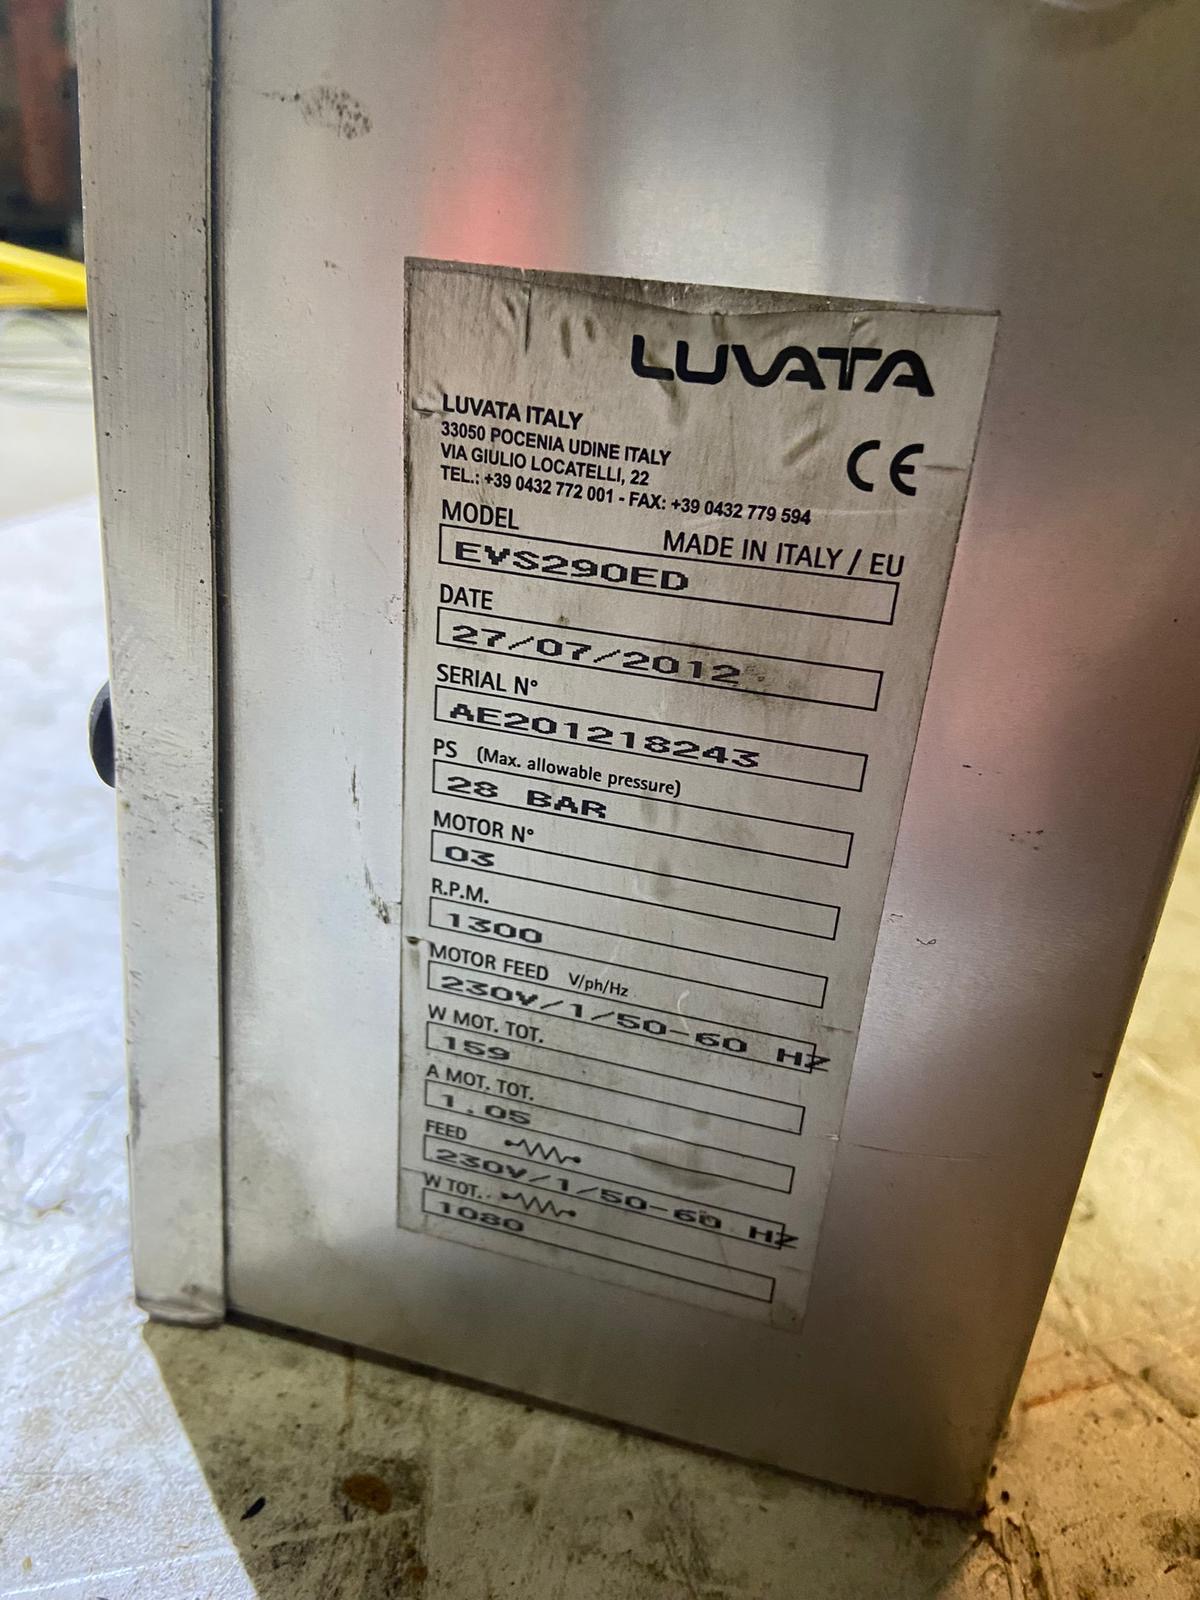 LUVATA
LUVATA ITALY
33050 POCENIA UDINE ITALY
VIA GIULIO LOCATELLI, 22
TEL.: +39 0432 772 001 - FAX: +39 0432 779 594
CE
MODEL
MADE IN ITALY / EU
EVS290ED
DATE
27/07/2012
SERIAL N°
AE201218243
PS (Max. allowable pressure)
28 BAR
MOTOR N°
03
R.P.M.
1300
MOTOR FEED V/ph/Hz
230V/1/50-60 HZ
W MOT. TOT.
159
A MOT. TOT.
1.05
FEED
230V/1/50-60 HZ
W TOT.
1080